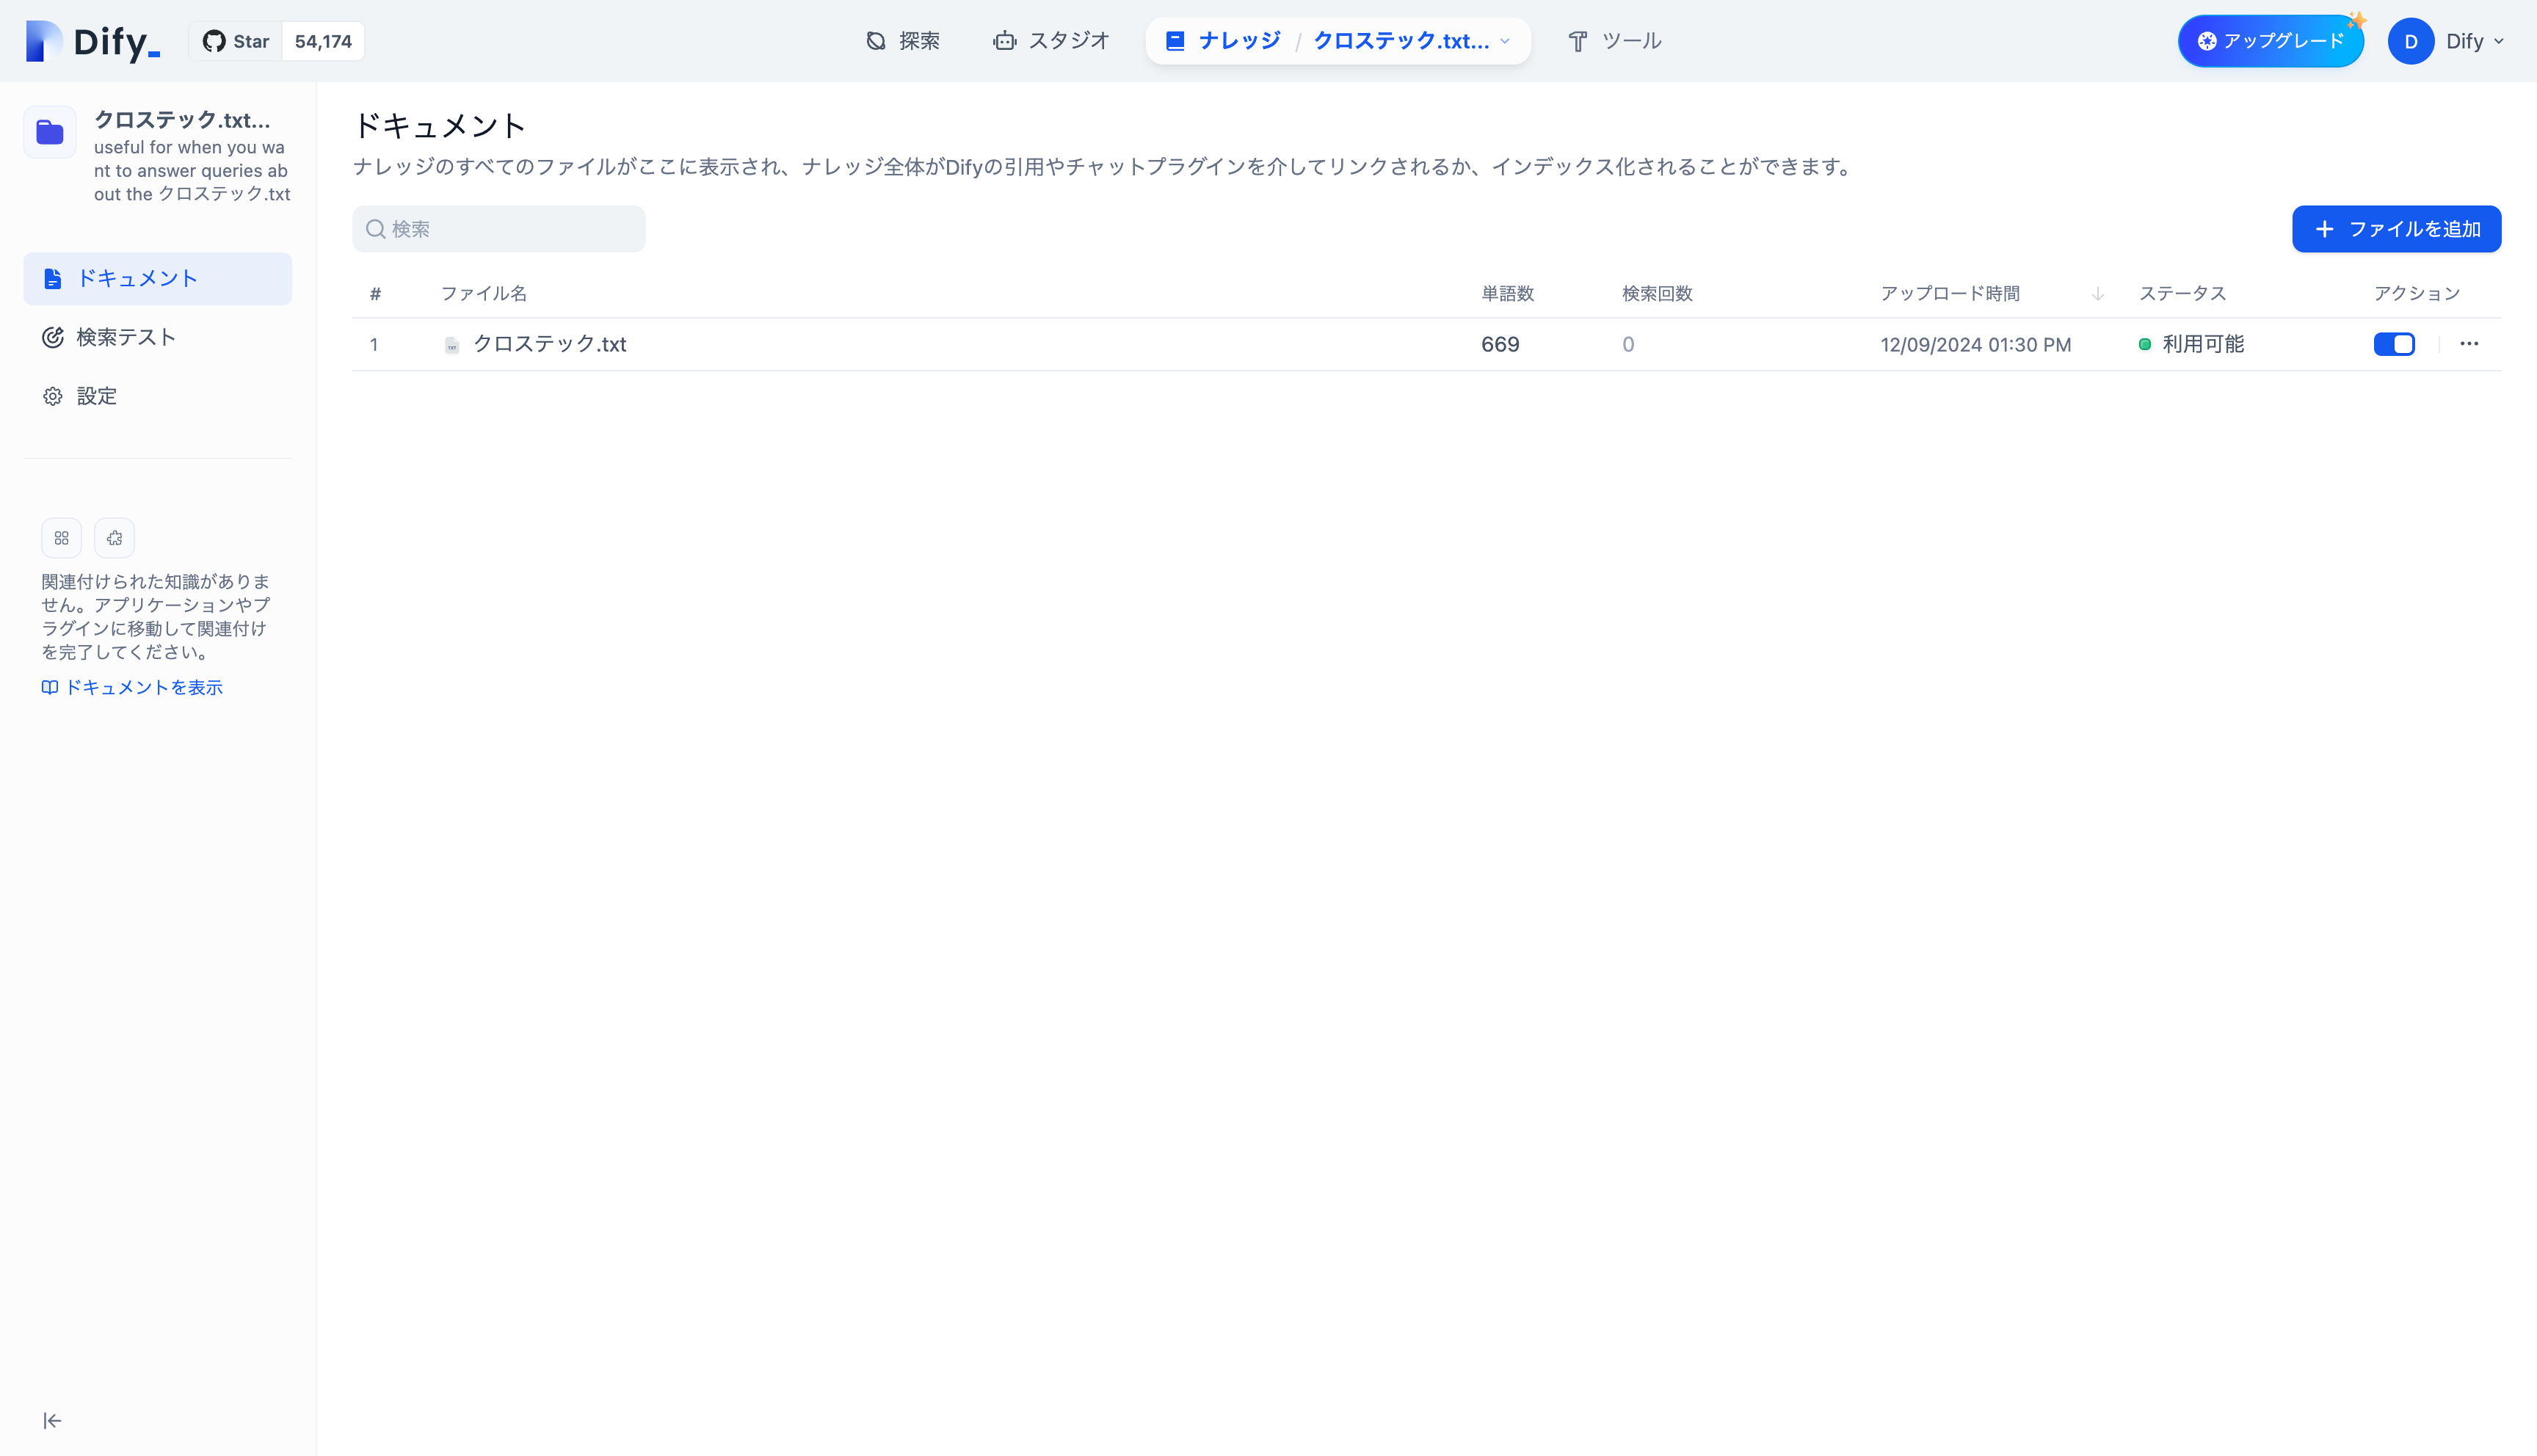 Dify_
Star 54,174
探索
スタジオ
ナレッジ / クロステック.txt...
ツール
アップグレード
D Dify
クロステック.txt...
useful for when you wa
nt to answer queries ab
out the クロステック.txt
ドキュメント
検索テスト
設定
関連付けられた知識がありま
せん。アプリケーションやプ
ラグインに移動して関連付け
を完了してください。
ドキュメントを表示
ドキュメント
ナレッジのすべてのファイルがここに表示され、ナレッジ全体がDifyの引用やチャットプラグインを介してリンクされるか、インデックス化されることができます。
検索
ファイルを追加
# ファイル名 単語数 検索回数 アップロード時間 ステータス アクション
1 クロステック.txt 669 0 12/09/2024 01:30 PM 利用可能